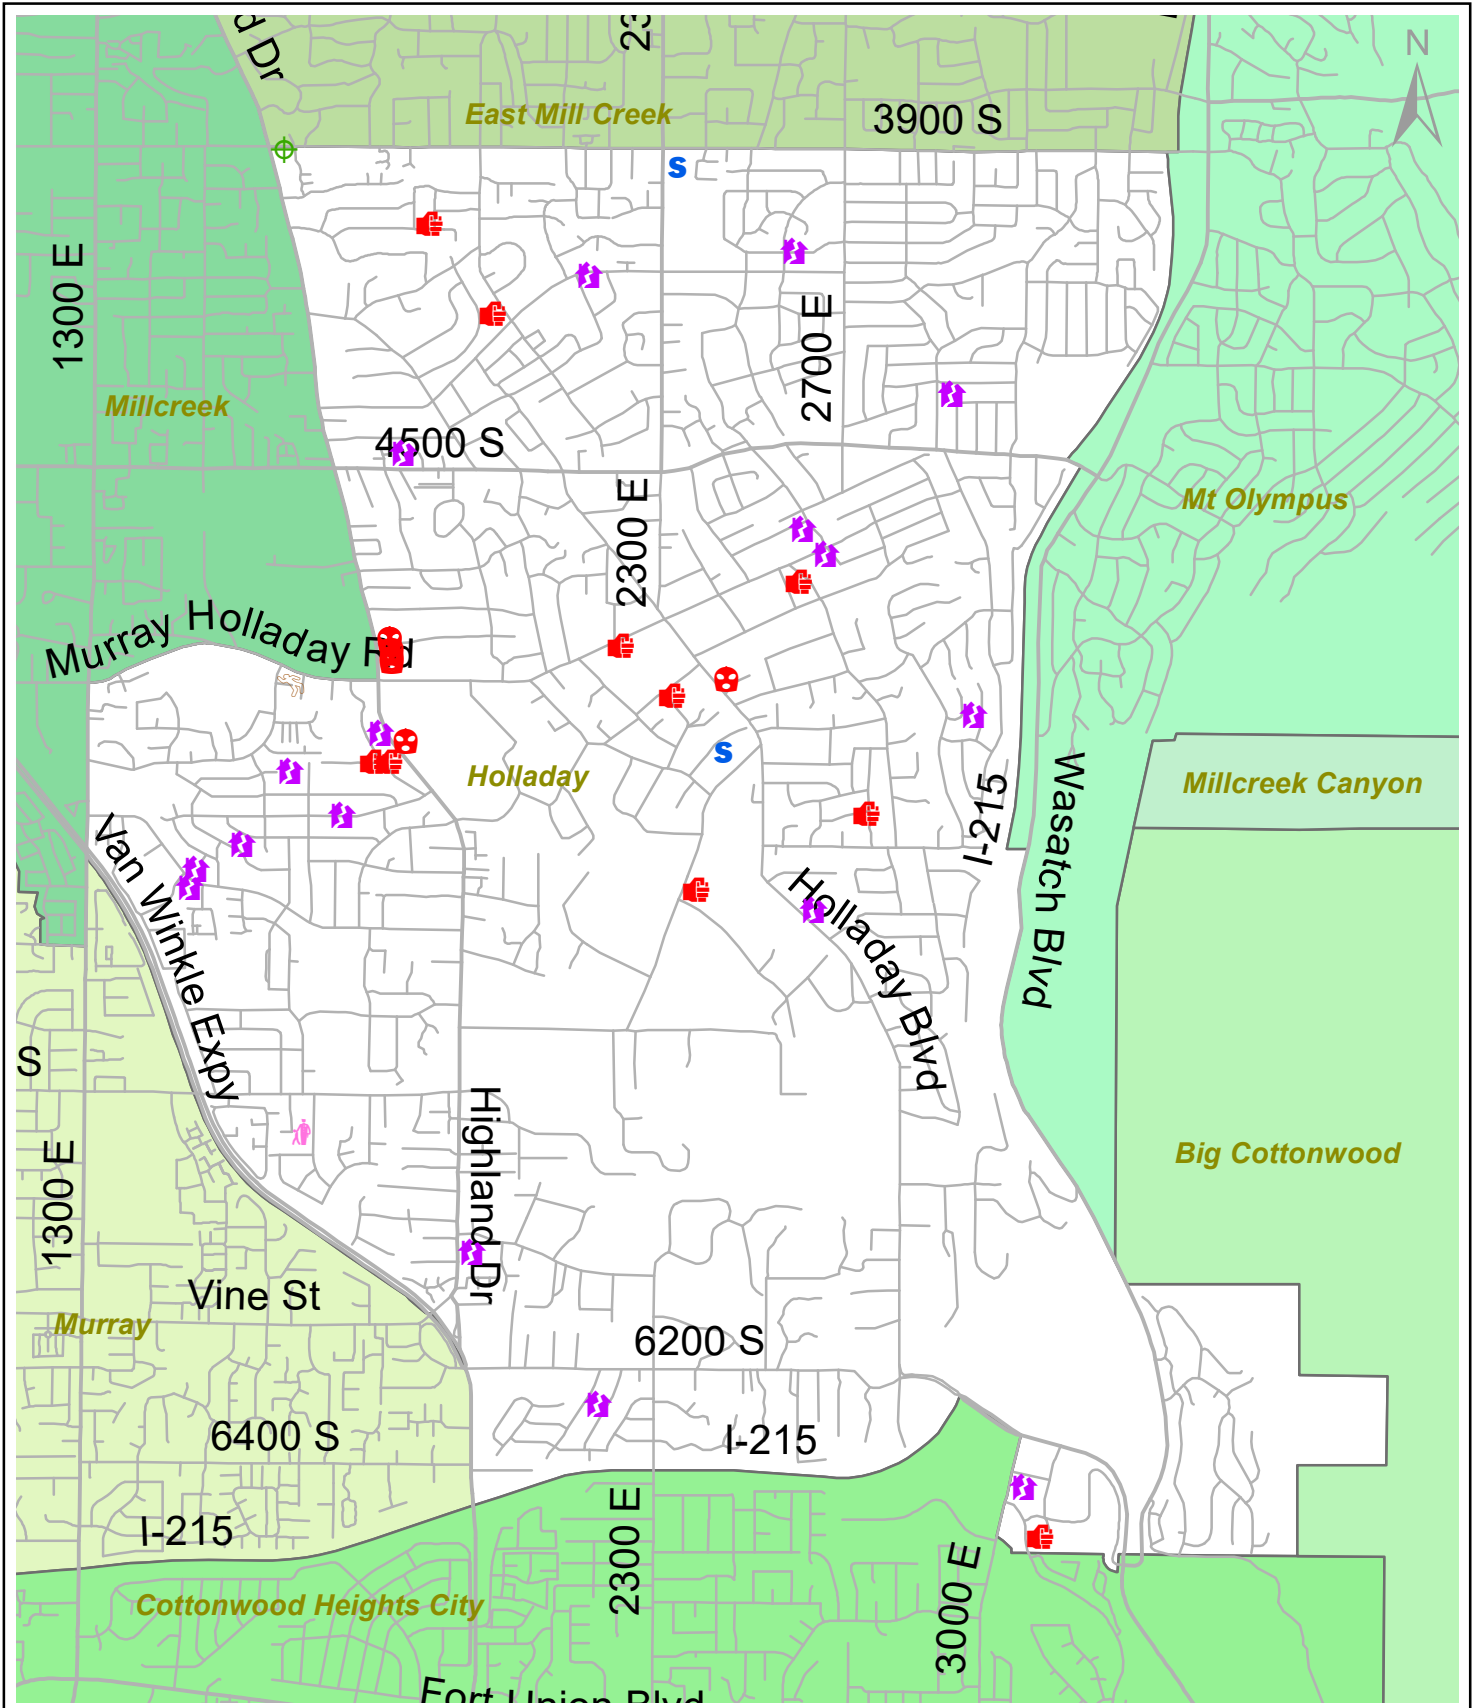 d Dr
23
N
East Mill Creek
3900 S
S
1300 E
2700 E
Millcreek
4500 S
Mt Olympus
2300 E
Murray Holladay Rd
S
Holladay
I-215
Wasatch Blvd
Millcreek Canyon
Van Winkle Expy
Holladay Blvd
S
Highland Dr
1300 E
Big Cottonwood
Vine St
Murray
6200 S
6400 S
I-215
I-215
2300 E
3000 E
Cottonwood Heights City
Fort Union Blvd